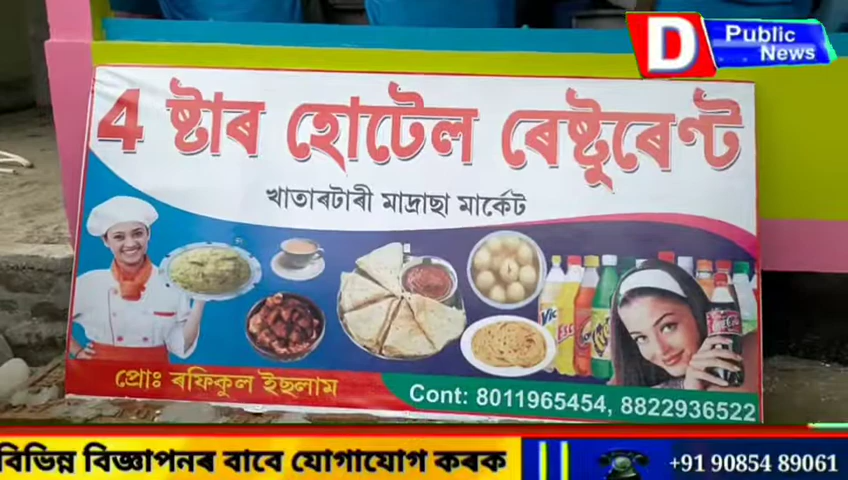 D Public News
4 ষ্টাৰ হোটেল ৰেষ্টুৰেণ্ট
খাতাৰটাৰী মাদ্ৰাছা মাৰ্কেট
প্ৰোঃ ৰফিকুল ইছলাম
Cont: 8011965454, 8822936522
বিভিন্ন বিজ্ঞাপনৰ বাবে যোগাযোগ কৰক +91 90854 89061